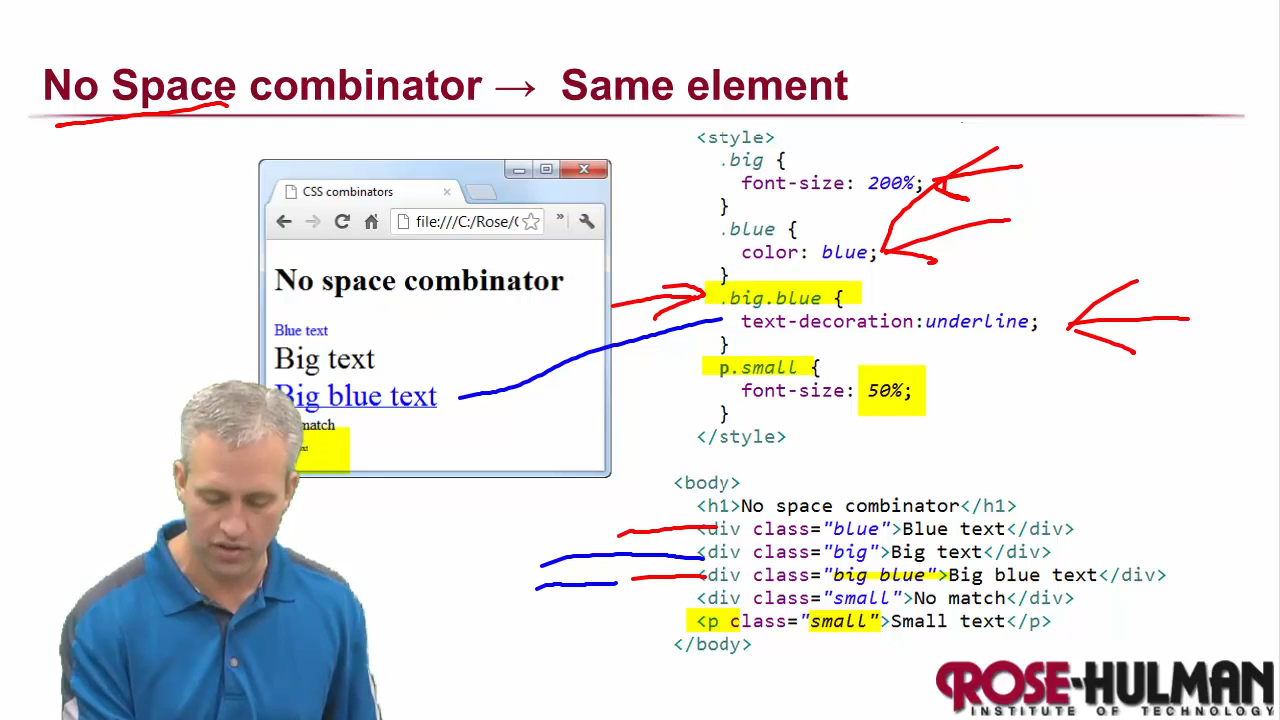 No Space combinator → Same element
CSS combinators
file:///C:/Rose/C
»
No space combinator
Blue text
Big text
Big blue text
match
<style>
.big {
font-size: 200%;
}
.blue {
color: blue;
}
.big.blue {
text-decoration:underline;
}
p.small {
font-size: 50%;
}
</style>
<body>
<h1>No space combinator</h1>
<div class="blue">Blue text</div>
<div class="big">Big text</div>
<div class="big blue">Big blue text</div>
<div class="small">No match</div>
<p class="small">Small text</p>
</body>
ROSE-HULMAN
INSTITUTE OF TECHNOLOGY